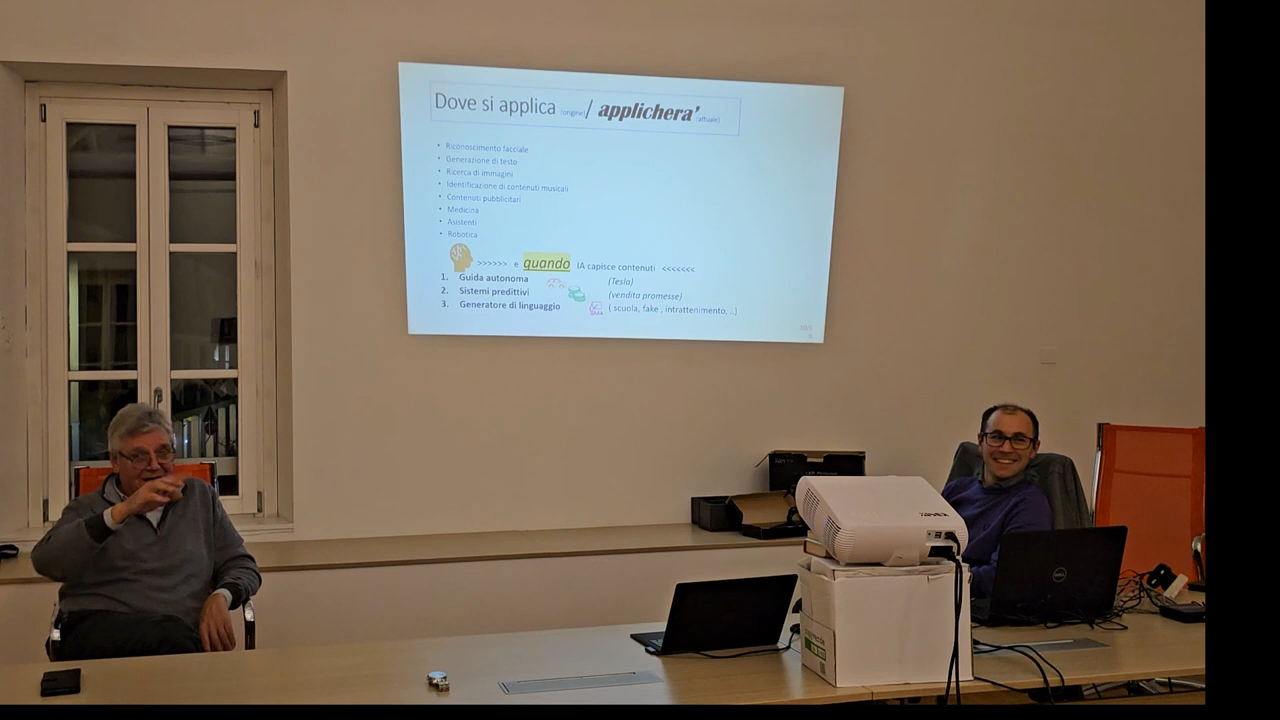 Dove si applica (origine) / applichera' (attuale)
• Riconoscimento facciale
• Generazione di testo
• Ricerca di immagini
• Identificazione di contenuti musicali
• Contenuti pubblicitari
• Medicina
• Asistenti
• Robotica
>>>>>> e quando IA capisce contenuti <<<<<<<
1. Guida autonoma (Tesla)
2. Sistemi predittivi (vendita promesse)
3. Generatore di linguaggio ( scuola, fake , intrattenimento, ..)
DELL